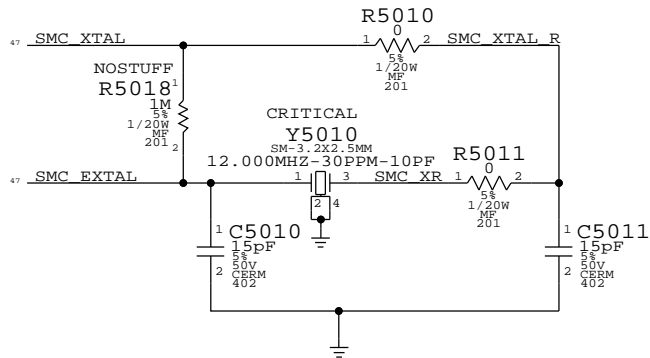 R5010
0
47 SMC_XTAL 1 2 SMC_XTAL_R
5%
1/20W
MF
201
NOSTUFF
R5018 1
1M
5%
1/20W
MF
201
2
CRITICAL
Y5010
SM-3.2X2.5MM
12.000MHZ-30PPM-10PF
R5011
0
47 SMC_EXTAL 1 3 SMC_XR 1 2
2 4
5%
1/20W
MF
201
1 C5010
15pF
5%
50V
2 CERM
402
1 C5011
15pF
5%
50V
2 CERM
402